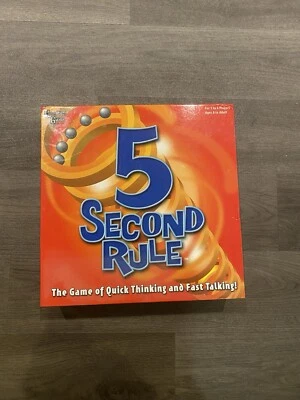 5
SECOND
RULE
The Game of Quick Thinking and Fast Talking!